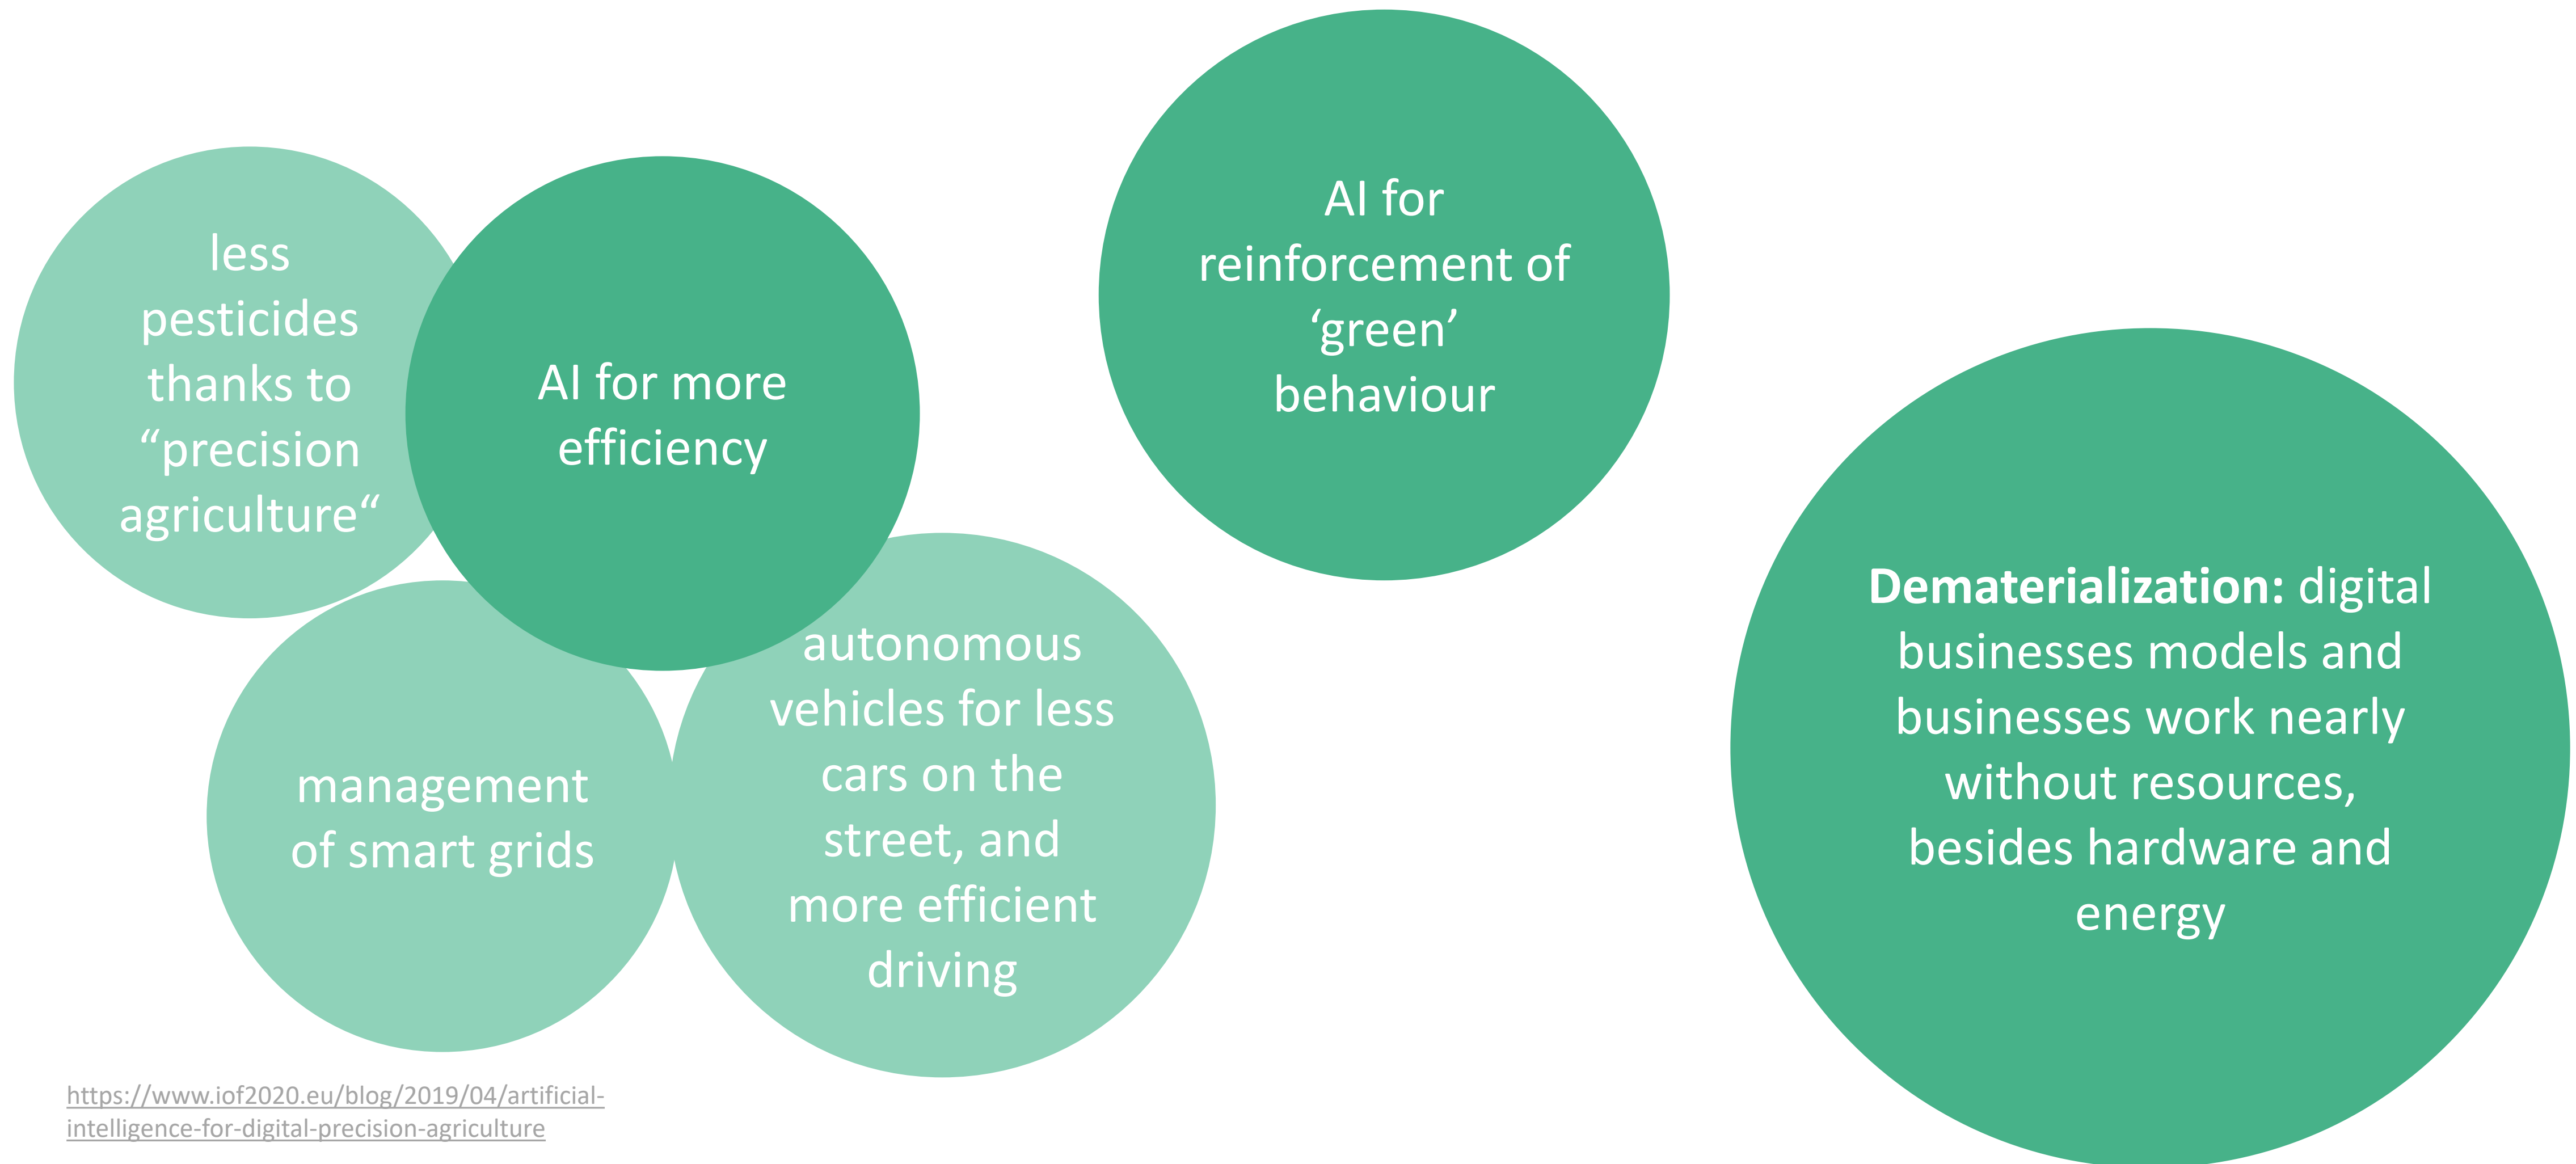 less
pesticides
thanks to
“precision
agriculture“
AI for more
efficiency
management
of smart grids
autonomous
vehicles for less
cars on the
street, and
more efficient
driving
AI for
reinforcement of
‘green’
behaviour
Dematerialization: digital
businesses models and
businesses work nearly
without resources,
besides hardware and
energy
https://www.iof2020.eu/blog/2019/04/artificial-
intelligence-for-digital-precision-agriculture